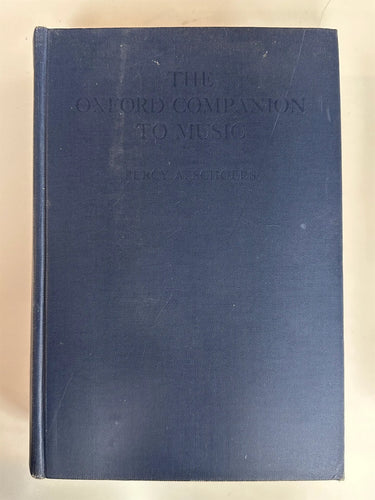 THE
OXFORD COMPANION
TO MUSIC
PERCY A. SCHOLES